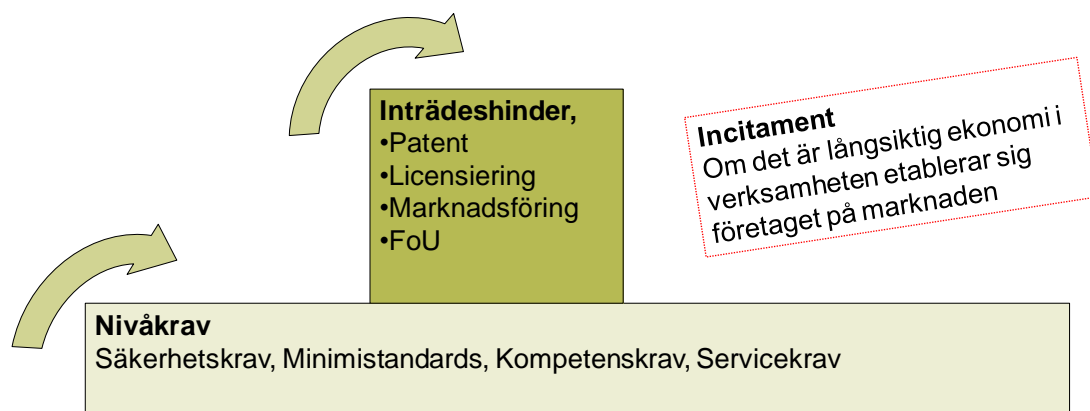 Inträdeshinder,
•Patent
•Licensiering
•Marknadsföring
•FoU
Incitament
Om det är långsiktig ekonomi i
verksamheten etablerar sig
företaget på marknaden
Nivåkrav
Säkerhetskrav, Minimistandards, Kompetenskrav, Servicekrav